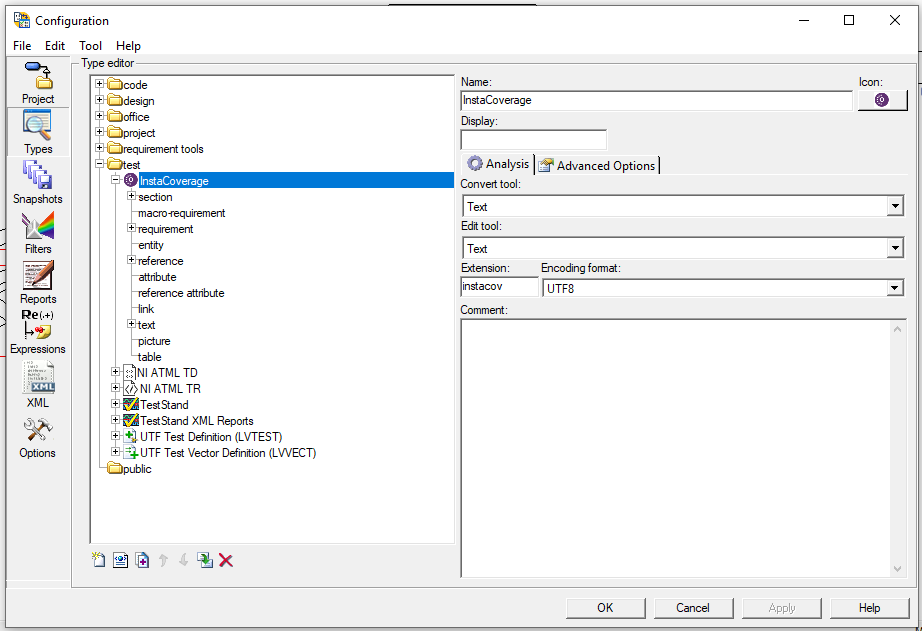 Configuration
File Edit Tool Help
Project
Types
Snapshots
Filters
Reports
Re(.+)
Expressions
XML
XML
Options
Type editor
code
design
office
project
requirement tools
test
InstaCoverage
section
macro-requirement
requirement
entity
reference
attribute
reference attribute
link
text
picture
table
NI ATML TD
NI ATML TR
TestStand
TestStand XML Reports
UTF Test Definition (LVTEST)
UTF Test Vector Definition (LVVECT)
public
Name: Icon:
InstaCoverage
Display:
Analysis Advanced Options
Convert tool:
Text
Edit tool:
Text
Extension: Encoding format:
instacov UTF8
Comment:
OK Cancel Apply Help